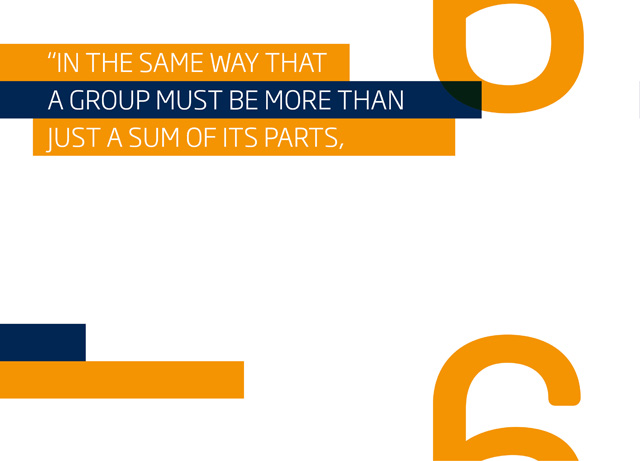 “IN THE SAME WAY THAT
A GROUP MUST BE MORE THAN
JUST A SUM OF ITS PARTS,